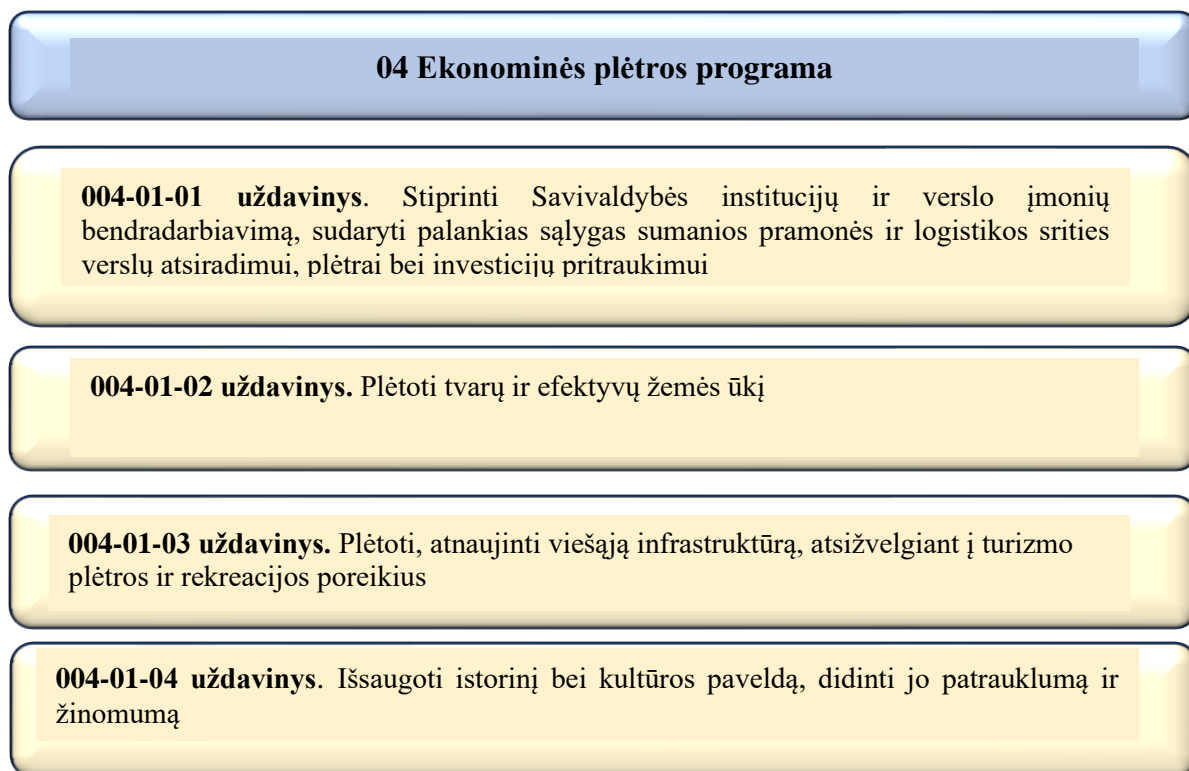 04 Ekonominės plėtros programa
004-01-01 uždavinys. Stiprinti Savivaldybės institucijų ir verslo įmonių
bendradarbiavimą, sudaryti palankias sąlygas sumanios pramonės ir logistikos srities
verslų atsiradimui, plėtrai bei investicijų pritraukimui
004-01-02 uždavinys. Plėtoti tvarų ir efektyvų žemės ūkį
004-01-03 uždavinys. Plėtoti, atnaujinti viešąją infrastruktūrą, atsižvelgiant į turizmo
plėtros ir rekreacijos poreikius
004-01-04 uždavinys. Išsaugoti istorinį bei kultūros paveldą, didinti jo patrauklumą ir
žinomumą